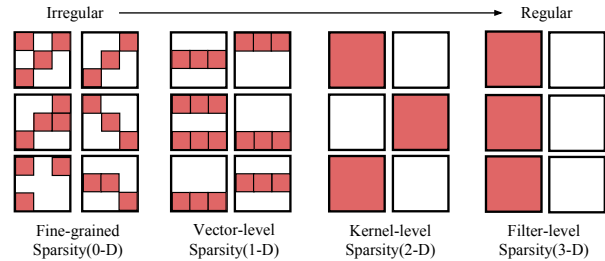 Irregular
Regular
Fine-grained
Sparsity(0-D)
Vector-level
Sparsity(1-D)
Kernel-level
Sparsity(2-D)
Filter-level
Sparsity(3-D)